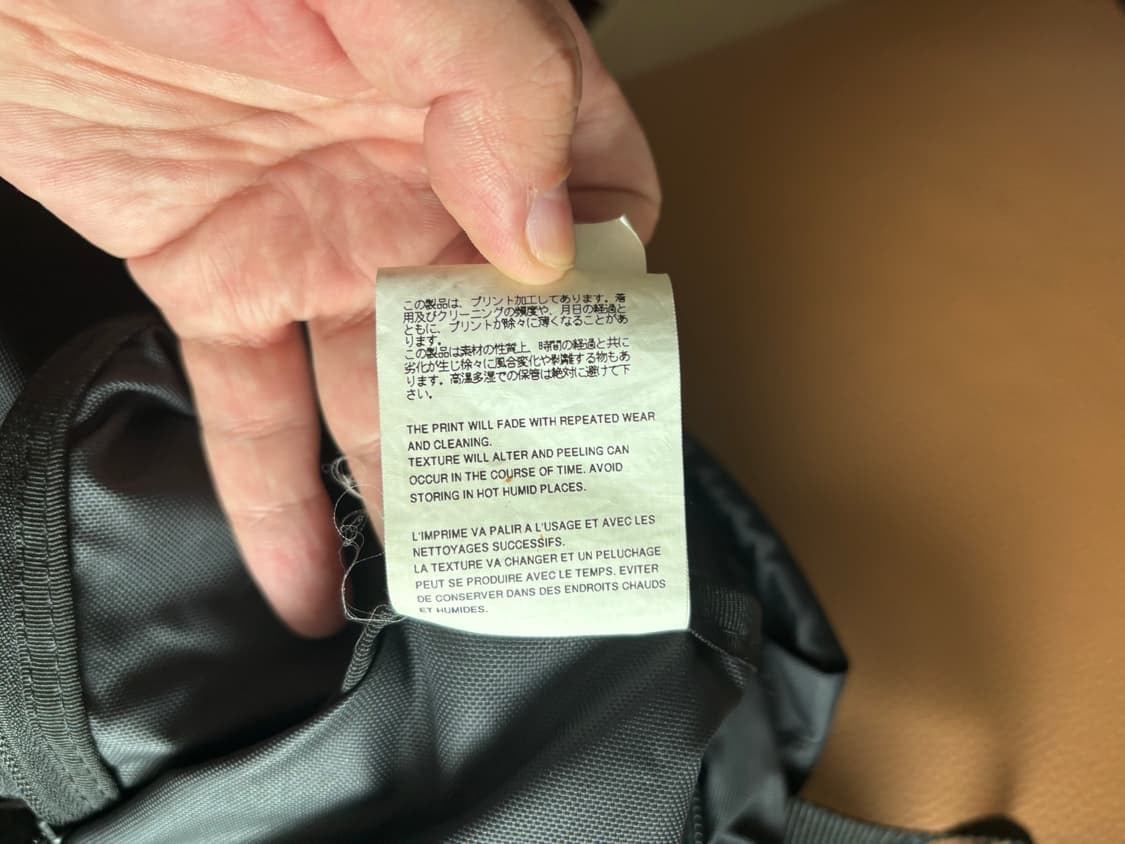 この製品は、プリント加工してあります。着
用及びクリーニングの頻度や、月日の経過と
ともに、プリントが除々に薄くなることがあ
ります。
この製品は素材の性質上、時間の経過と共に
劣化が生じ徐々に風合変化や剥離する物もあ
ります。高温多湿での保管は絶対に避けて下
さい。
THE PRINT WILL FADE WITH REPEATED WEAR
AND CLEANING.
TEXTURE WILL ALTER AND PEELING CAN
OCCUR IN THE COURSE OF TIME. AVOID
STORING IN HOT HUMID PLACES.
L'IMPRIME VA PALIR A L'USAGE ET AVEC LES
NETTOYAGES SUCCESSIFS.
LA TEXTURE VA CHANGER ET UN PELUCHAGE
PEUT SE PRODUIRE AVEC LE TEMPS. EVITER
DE CONSERVER DANS DES ENDROITS CHAUDS
ET HUMIDES.